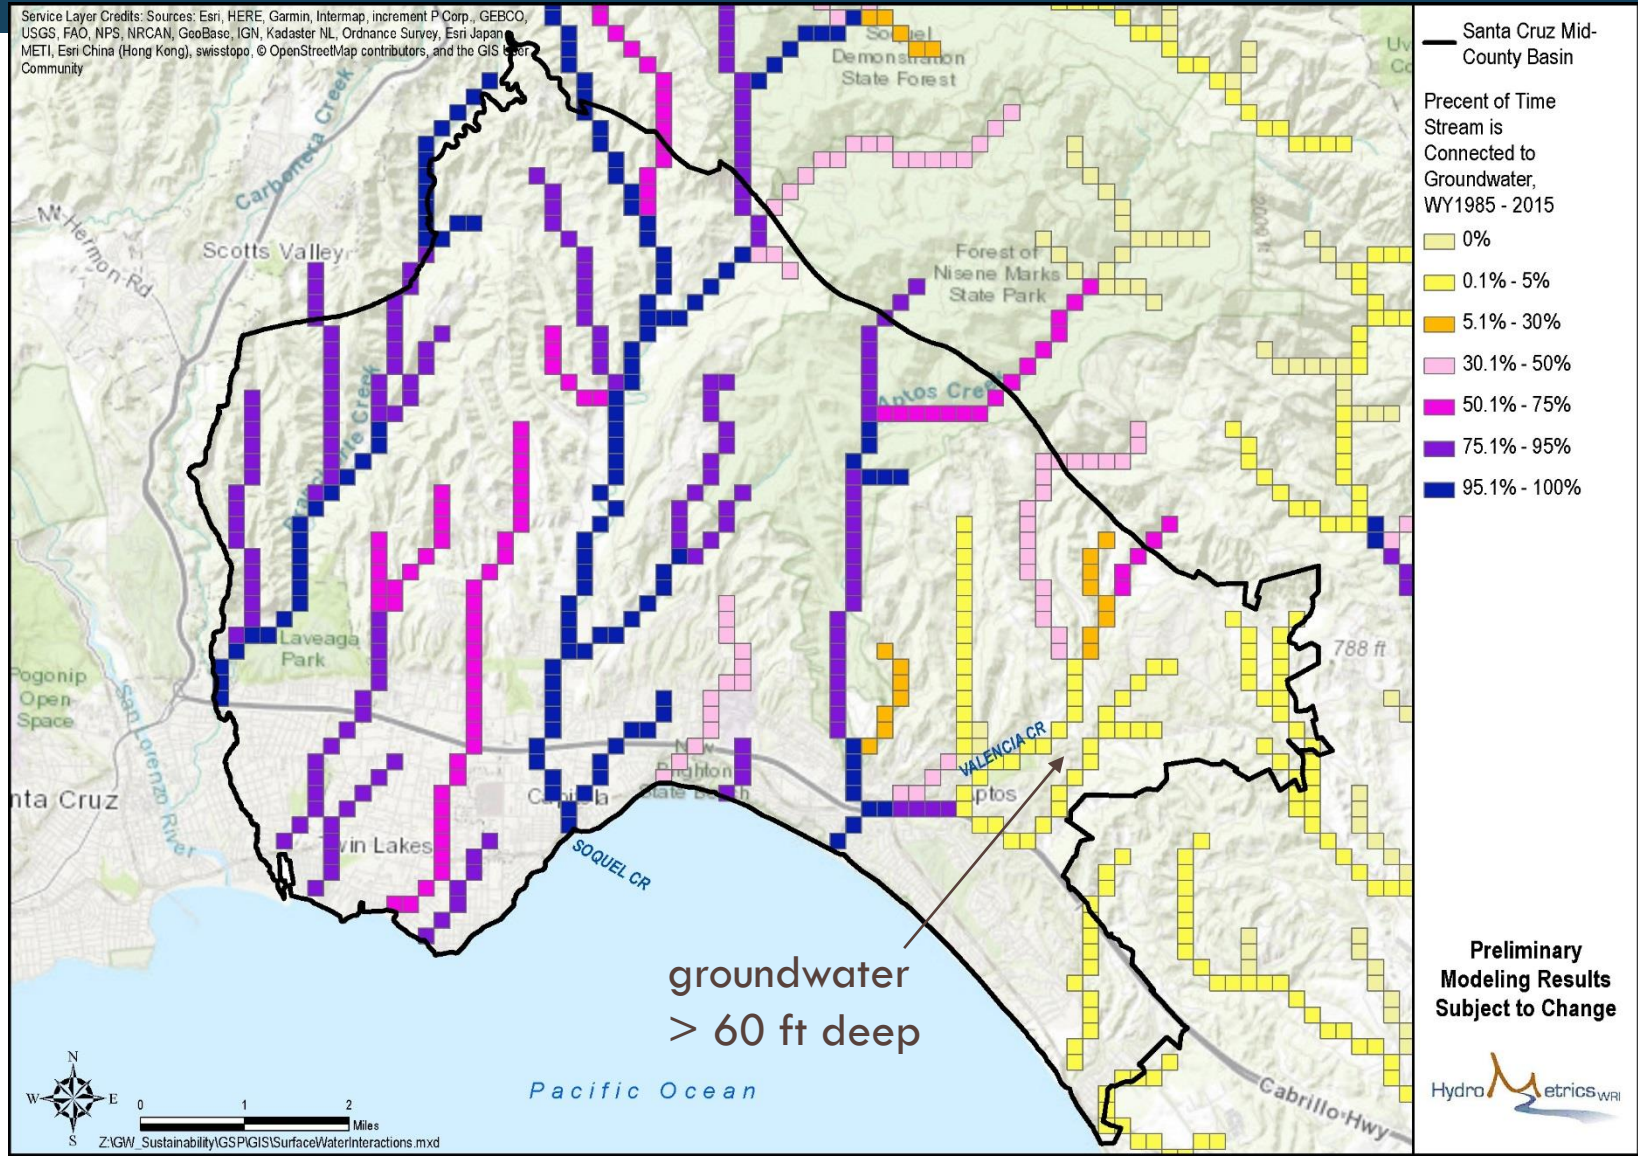 Service Layer Credits: Sources: Esri, HERE, Garmin, Intermap, increment P Corp., GEBCO,
USGS, FAO, NPS, NRCAN, GeoBase, IGN, Kadaster NL, Ordnance Survey, Esri Japan,
METI, Esri China (Hong Kong), swisstopo, © OpenStreetMap contributors, and the GIS User
Community
Soquel
Demonstration
State Forest
Carbonera Creek
Mt Hermon Rd
Scotts Valley
Forest of
Nisene Marks
State Park
Aptos Creek
Laveaga
Park
Pogonip
Open
Space
San Lorenzo River
788 ft
VALENCIA CR
New
Brighton
State Beach
Capitola
nta Cruz
ptos
win Lakes
SOQUEL CR
groundwater
> 60 ft deep
Pacific Ocean
Cabrillo Hwy
N
W
E
S
0
1
2
Miles
Z:\GW_Sustainability\GSP\GIS\SurfaceWaterInteractions.mxd
Santa Cruz Mid-
County Basin
Precent of Time
Stream is
Connected to
Groundwater,
WY1985 - 2015
0%
0.1% - 5%
5.1% - 30%
30.1% - 50%
50.1% - 75%
75.1% - 95%
95.1% - 100%
Preliminary
Modeling Results
Subject to Change
HydroMetrics WRI